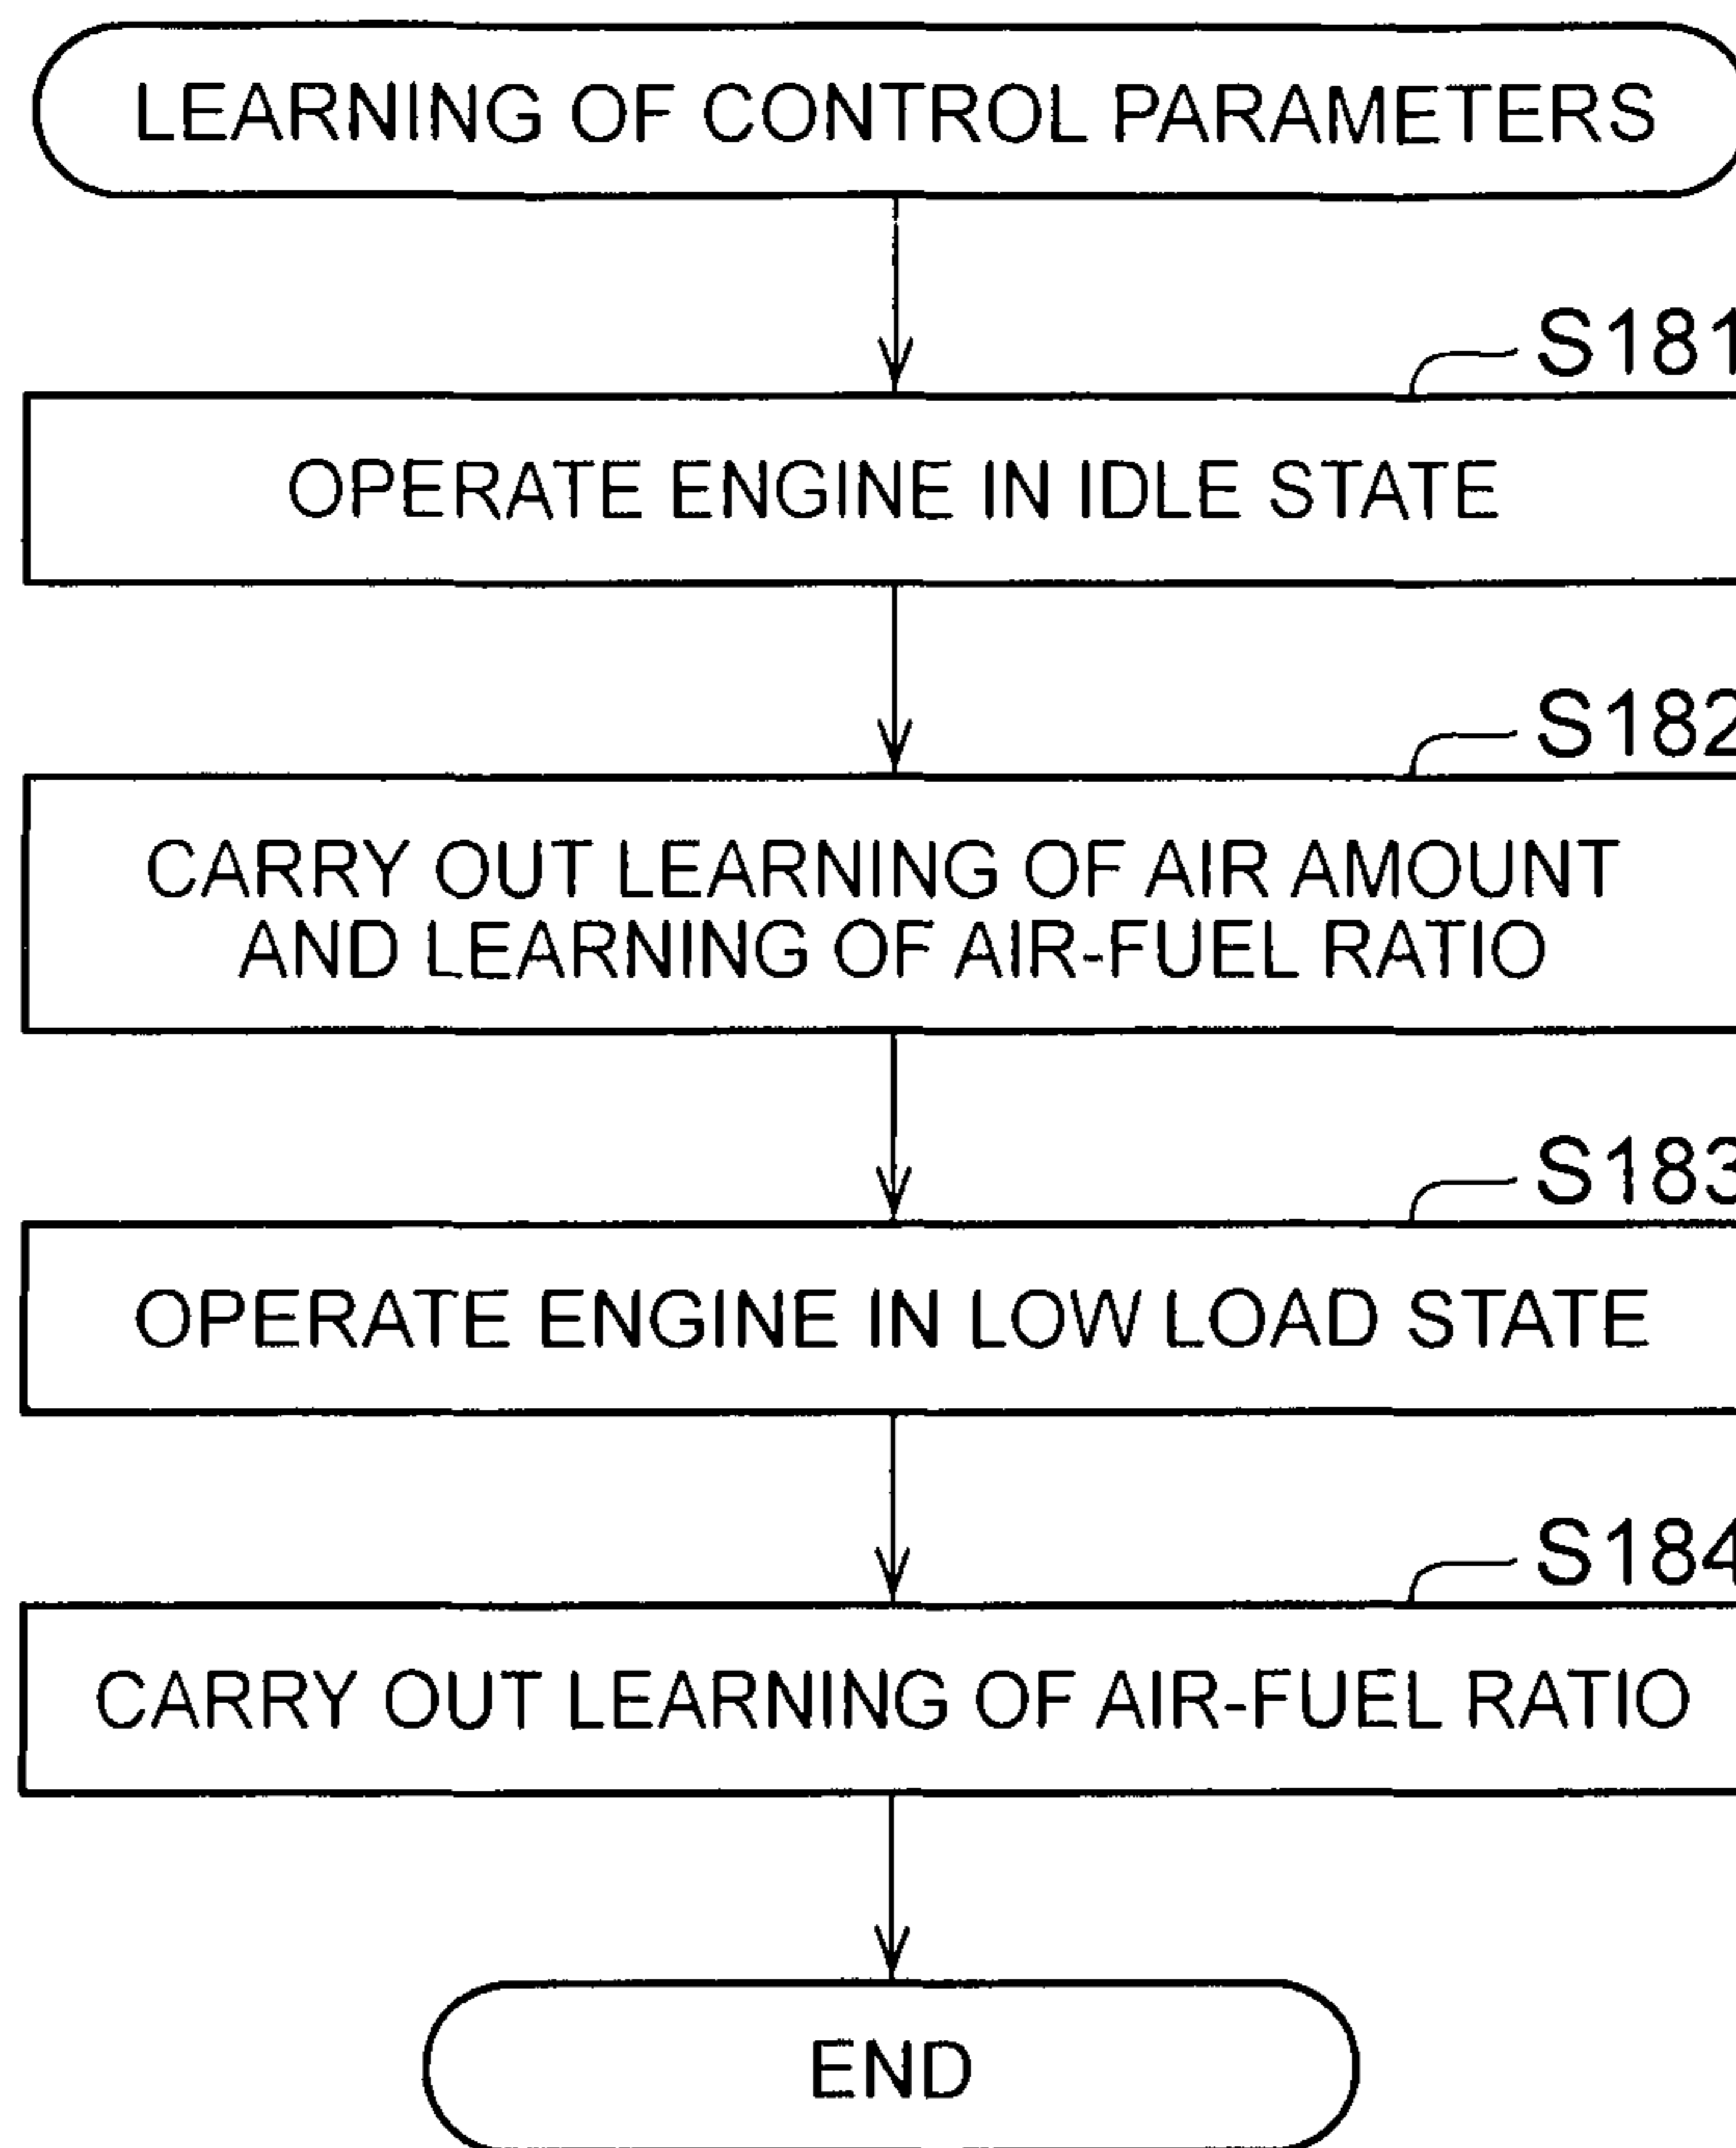 LEARNING OF CONTROL PARAMETERS
S181
OPERATE ENGINE IN IDLE STATE
S182
CARRY OUT LEARNING OF AIR AMOUNT
AND LEARNING OF AIR-FUEL RATIO
S183
OPERATE ENGINE IN LOW LOAD STATE
S184
CARRY OUT LEARNING OF AIR-FUEL RATIO
END